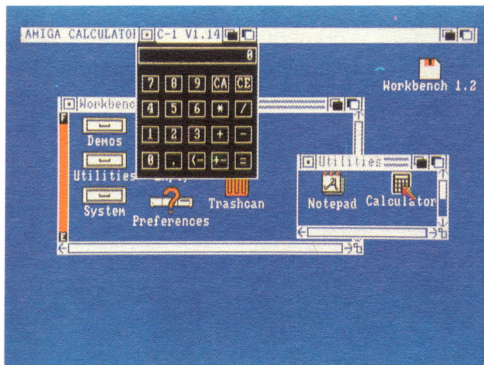 AMIGA CALCULATOR
C-1 V1.14
0
7 8 9 CA CE
4 5 6 * /
1 2 3 + -
0 . <- +- =
Workbench 1.2
Workbenc
Demos
Utilities
System
Preferences
Trashcan
Utilities
Notepad
Calculator
F
E